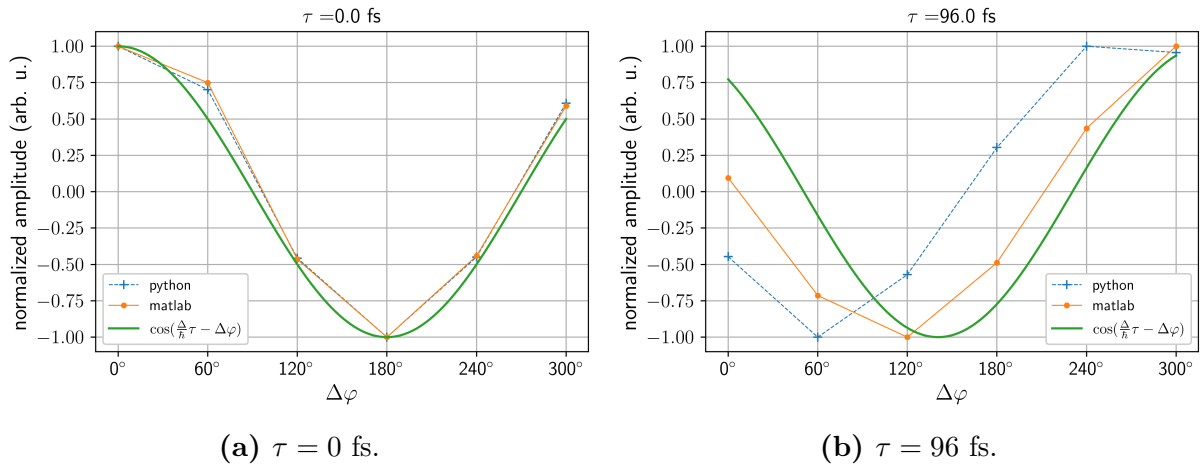 τ =0.0 fs
normalized amplitude (arb. u.)
1.00
0.75
0.50
0.25
0.00
−0.25
−0.50
−0.75
−1.00
python
matlab
cos(Δ/ħ τ − Δφ)
0° 60° 120° 180° 240° 300°
Δφ
(a) τ = 0 fs.
τ =96.0 fs
normalized amplitude (arb. u.)
1.00
0.75
0.50
0.25
0.00
−0.25
−0.50
−0.75
−1.00
python
matlab
cos(Δ/ħ τ − Δφ)
0° 60° 120° 180° 240° 300°
Δφ
(b) τ = 96 fs.